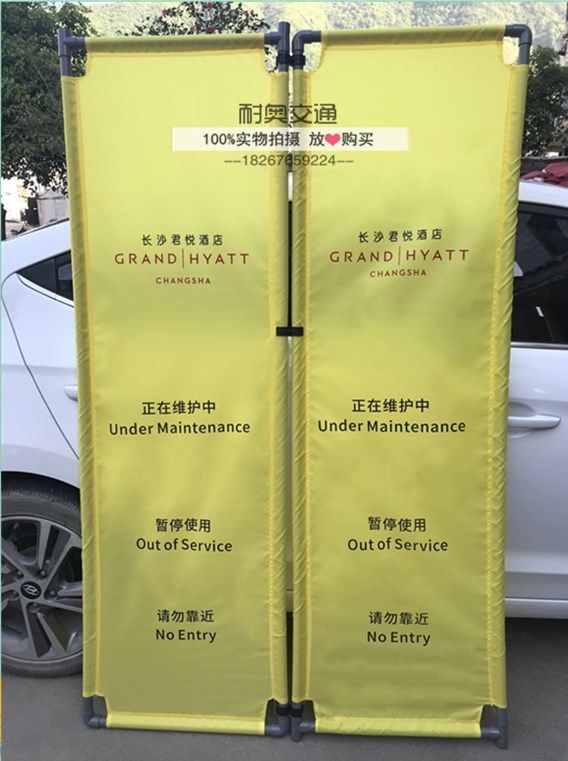 耐奥交通
100%实物拍摄 放❤购买
--18267659224--
长沙君悦酒店
GRAND|HYATT
CHANGSHA
正在维护中
Under Maintenance
暂停使用
Out of Service
请勿靠近
No Entry
长沙君悦酒店
GRAND|HYATT
CHANGSHA
正在维护中
Under Maintenance
暂停使用
Out of Service
请勿靠近
No Entry